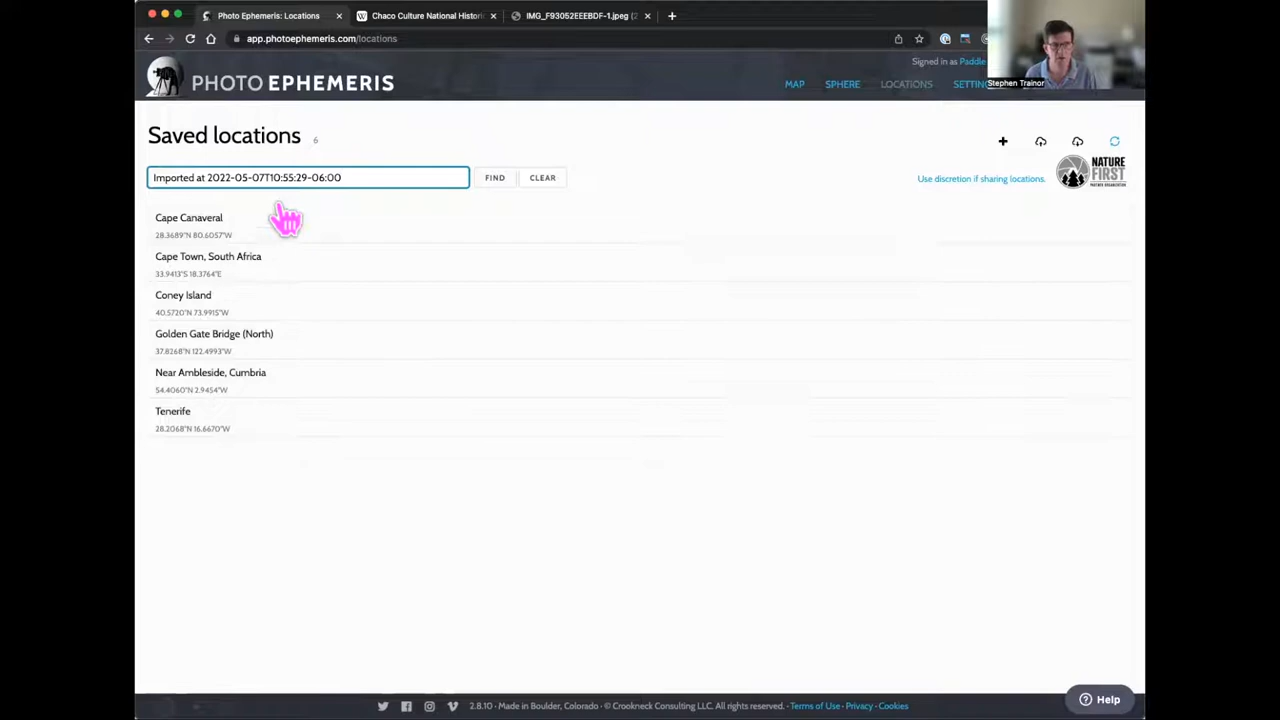 Photo Ephemeris: Locations
Chaco Culture National Histori
IMG_F93052EEEBDF-1.jpeg (2
app.photoephemeris.com/locations
Signed in as Paddle
PHOTO EPHEMERIS
MAP
SPHERE
LOCATIONS
SETTING
Stephen Trainor
Saved locations 6
Imported at 2022-05-07T10:55:29-06:00
FIND
CLEAR
Use discretion if sharing locations.
NATURE
FIRST
Cape Canaveral
28.3689°N 80.6057°W
Cape Town, South Africa
33.9413°S 18.3764°E
Coney Island
40.5720°N 73.9915°W
Golden Gate Bridge (North)
37.8268°N 122.4993°W
Near Ambleside, Cumbria
54.4060°N 2.9454°W
Tenerife
28.2068°N 16.6670°W
2.8.10 · Made in Boulder, Colorado · © Crookneck Consulting LLC. All rights reserved. · Terms of Use · Privacy · Cookies
Help